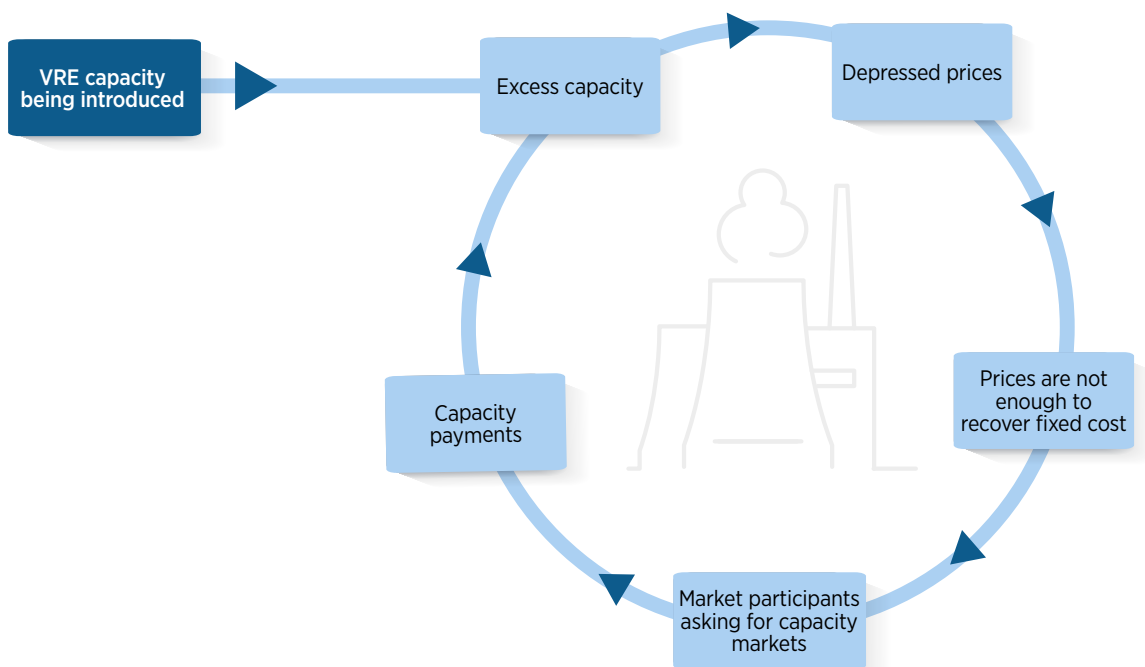 VRE capacity
being introduced
Excess capacity
Depressed prices
Prices are not
enough to
recover fixed cost
Market participants
asking for capacity
markets
Capacity
payments